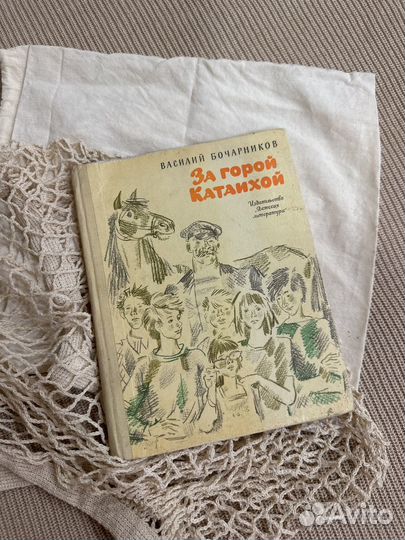 ВАСИЛИЙ БОЧАРНИКОВ
ЗА ГОРОЙ
КАТАИХОЙ
Издательство
„Детская
литература“
Avito